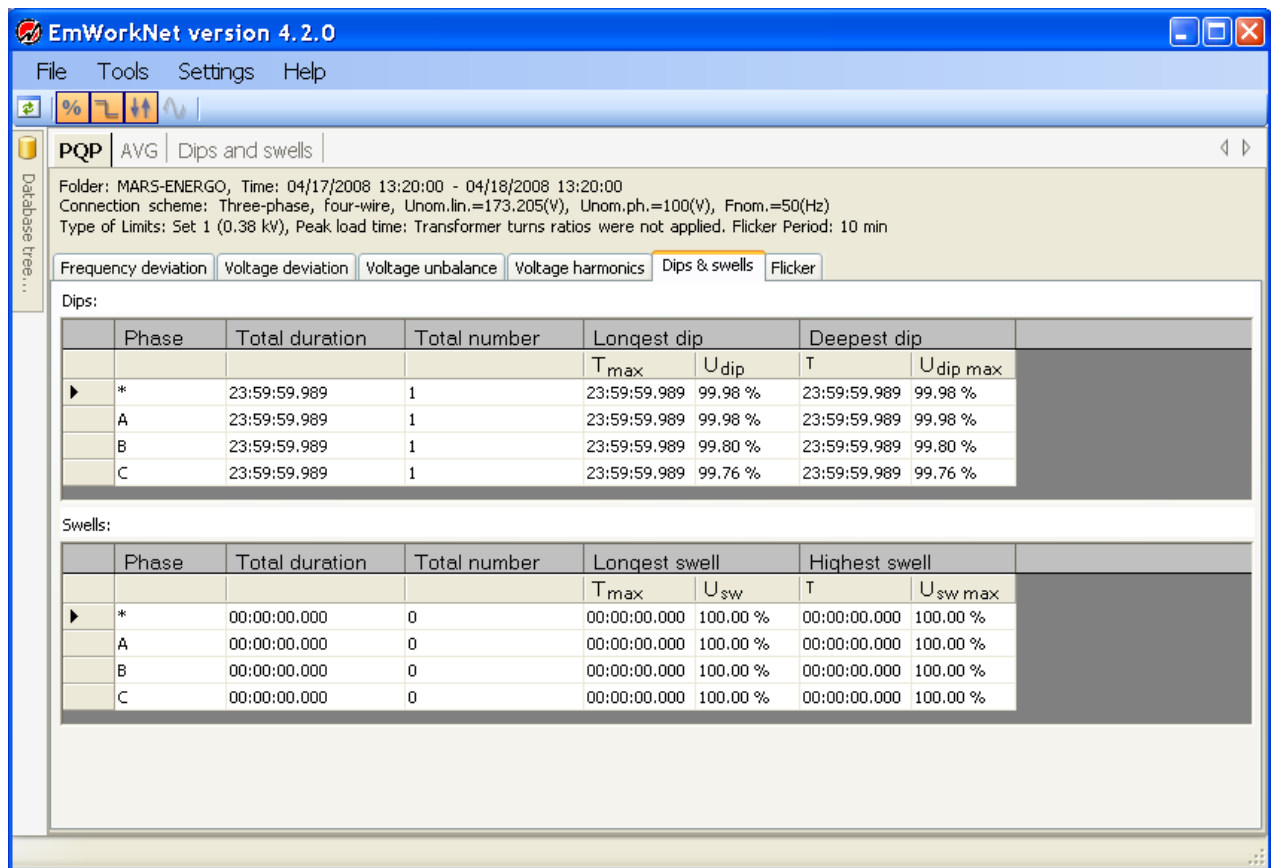 EmWorkNet version 4.2.0
File Tools Settings Help
%
PQP AVG Dips and swells
Database tree...
Folder: MARS-ENERGO, Time: 04/17/2008 13:20:00 - 04/18/2008 13:20:00
Connection scheme: Three-phase, four-wire, Unom.lin.=173.205(V), Unom.ph.=100(V), Fnom.=50(Hz)
Type of Limits: Set 1 (0.38 kV), Peak load time: Transformer turns ratios were not applied. Flicker Period: 10 min
Frequency deviation Voltage deviation Voltage unbalance Voltage harmonics Dips & swells Flicker
Dips:
Phase Total duration Total number Longest dip Deepest dip
Tmax Udip T Udip max
* 23:59:59.989 1 23:59:59.989 99.98 % 23:59:59.989 99.98 %
A 23:59:59.989 1 23:59:59.989 99.98 % 23:59:59.989 99.98 %
B 23:59:59.989 1 23:59:59.989 99.80 % 23:59:59.989 99.80 %
C 23:59:59.989 1 23:59:59.989 99.76 % 23:59:59.989 99.76 %
Swells:
Phase Total duration Total number Longest swell Highest swell
Tmax Usw T Usw max
* 00:00:00.000 0 00:00:00.000 100.00 % 00:00:00.000 100.00 %
A 00:00:00.000 0 00:00:00.000 100.00 % 00:00:00.000 100.00 %
B 00:00:00.000 0 00:00:00.000 100.00 % 00:00:00.000 100.00 %
C 00:00:00.000 0 00:00:00.000 100.00 % 00:00:00.000 100.00 %